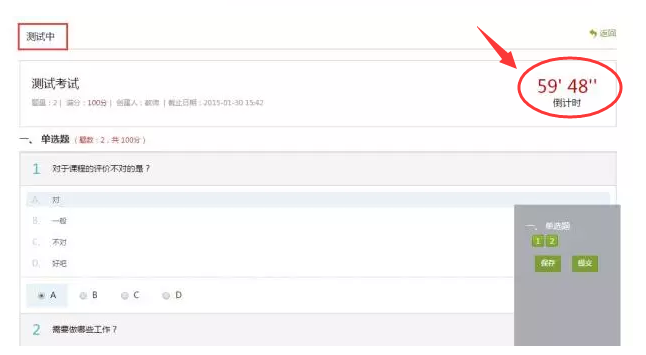 测试中
返回
测试考试
59' 48''
倒计时
题量：2 | 满分：100分 | 创建人：教师 | 截止日期：2015-01-30 15:42
一、 单选题（ 题数：2，共 100分 ）
1 对于课程的评价不对的是？
A. 对
B. 一般
C. 不对
D. 好吧
A B C D
一、 单选题
1 2
保存 提交
2 需要做哪些工作？